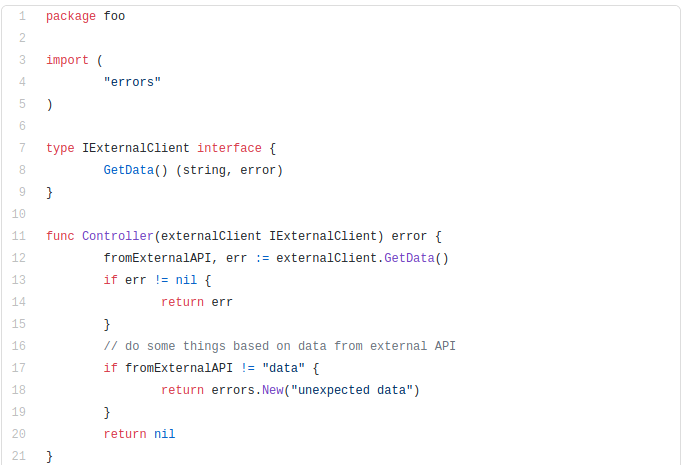 1 package foo
2
3 import (
4         "errors"
5 )
6
7 type IExternalClient interface {
8         GetData() (string, error)
9 }
10
11 func Controller(externalClient IExternalClient) error {
12         fromExternalAPI, err := externalClient.GetData()
13         if err != nil {
14                 return err
15         }
16         // do some things based on data from external API
17         if fromExternalAPI != "data" {
18                 return errors.New("unexpected data")
19         }
20         return nil
21 }